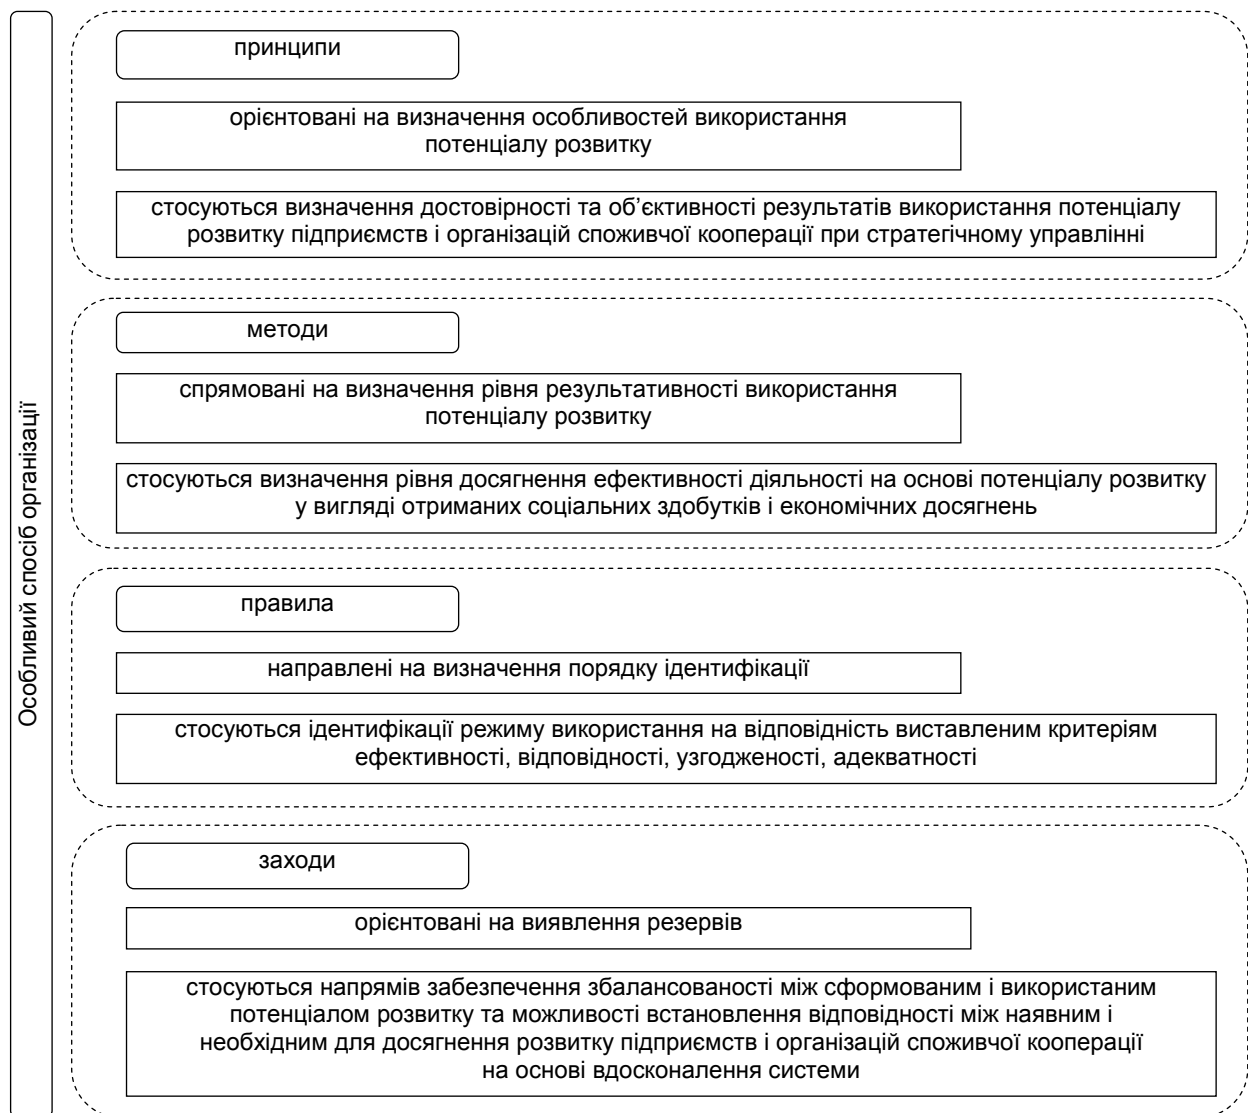 Особливий спосіб організації
принципи
орієнтовані на визначення особливостей використання
потенціалу розвитку
стосуються визначення достовірності та об’єктивності результатів використання потенціалу
розвитку підприємств і організацій споживчої кооперації при стратегічному управлінні
методи
спрямовані на визначення рівня результативності використання
потенціалу розвитку
стосуються визначення рівня досягнення ефективності діяльності на основі потенціалу розвитку
у вигляді отриманих соціальних здобутків і економічних досягнень
правила
направлені на визначення порядку ідентифікації
стосуються ідентифікації режиму використання на відповідність виставленим критеріям
ефективності, відповідності, узгодженості, адекватності
заходи
орієнтовані на виявлення резервів
стосуються напрямів забезпечення збалансованості між сформованим і використаним
потенціалом розвитку та можливості встановлення відповідності між наявним і
необхідним для досягнення розвитку підприємств і організацій споживчої кооперації
на основі вдосконалення системи